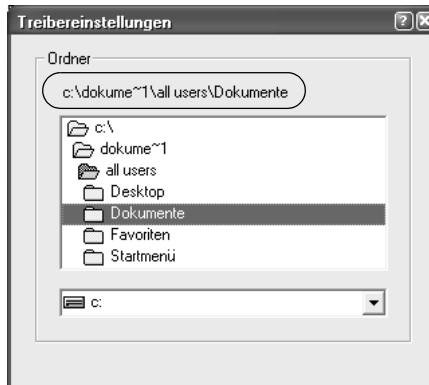 Treibereinstellungen
Ordner
c:\dokume~1\all users\Dokumente
c:\
dokume~1
all users
Desktop
Dokumente
Favoriten
Startmenü
c: